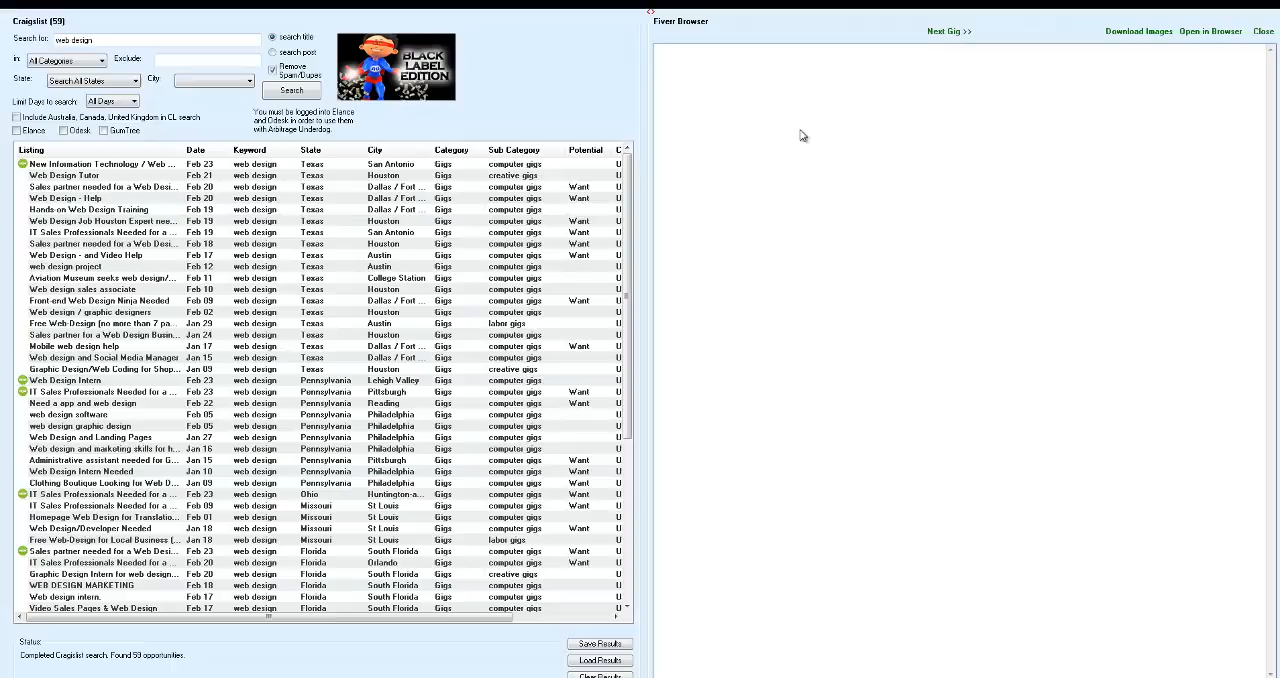 Craigslist (59)
Fiverr Browser
Search for:
web design
search title
search post
in:
All Categories
Exclude:
Remove
Spam/Dupes
State:
Search All States
City:
Search
Limit Days to search:
All Days
Include Australia, Canada, United Kingdom in CL search
Elance
Odesk
GumTree
You must be logged into Elance
and Odesk in order to use them
with Arbitrage Underdog.
BLACK
LABEL
EDITION
Next Gig >>
Download Images
Open in Browser
Close
Listing Date Keyword State City Category Sub Category Potential C
New Information Technology / Web ... Feb 23 web design Texas San Antonio Gigs computer gigs U
Web Design Tutor Feb 21 web design Texas Houston Gigs creative gigs U
Sales partner needed for a Web Desi... Feb 20 web design Texas Dallas / Fort ... Gigs computer gigs Want U
Web Design - Help Feb 20 web design Texas Dallas / Fort ... Gigs computer gigs Want U
Hands-on Web Design Training Feb 19 web design Texas Dallas / Fort ... Gigs computer gigs U
Web Design Job Houston Expert nee... Feb 19 web design Texas Houston Gigs computer gigs Want U
IT Sales Professionals Needed for a ... Feb 19 web design Texas San Antonio Gigs computer gigs Want U
Sales partner needed for a Web Desi... Feb 18 web design Texas Houston Gigs computer gigs Want U
Web Design - and Video Help Feb 17 web design Texas Austin Gigs computer gigs Want U
web design project Feb 12 web design Texas Austin Gigs computer gigs U
Aviation Museum seeks web design/... Feb 11 web design Texas College Station Gigs computer gigs U
Web design sales associate Feb 10 web design Texas Houston Gigs computer gigs U
Front-end Web Design Ninja Needed Feb 09 web design Texas Dallas / Fort ... Gigs computer gigs Want U
Web design / graphic designers Feb 02 web design Texas Houston Gigs computer gigs U
Free Web-Design (no more than 7 pa... Jan 29 web design Texas Austin Gigs labor gigs U
Sales partner for a Web Design Busin... Jan 24 web design Texas Houston Gigs computer gigs U
Mobile web design help Jan 17 web design Texas Dallas / Fort ... Gigs computer gigs Want U
Web design and Social Media Manager Jan 15 web design Texas Dallas / Fort ... Gigs computer gigs U
Graphic Design/Web Coding for Shop... Jan 09 web design Texas Houston Gigs creative gigs U
Web Design Intern Feb 23 web design Pennsylvania Lehigh Valley Gigs computer gigs U
IT Sales Professionals Needed for a ... Feb 23 web design Pennsylvania Pittsburgh Gigs computer gigs Want U
Need a app and web design Feb 22 web design Pennsylvania Reading Gigs computer gigs Want U
web design software Feb 05 web design Pennsylvania Philadelphia Gigs computer gigs U
web design graphic design Feb 05 web design Pennsylvania Philadelphia Gigs computer gigs U
Web Design and Landing Pages Jan 27 web design Pennsylvania Philadelphia Gigs computer gigs U
Web design and marketing skills for h... Jan 16 web design Pennsylvania Philadelphia Gigs computer gigs U
Administrative assistant needed for G... Jan 15 web design Pennsylvania Pittsburgh Gigs computer gigs Want U
Web Design Intern Needed Jan 10 web design Pennsylvania Philadelphia Gigs computer gigs Want U
Clothing Boutique Looking for Web D... Jan 09 web design Pennsylvania Philadelphia Gigs computer gigs Want U
IT Sales Professionals Needed for a ... Feb 23 web design Ohio Huntington-a... Gigs computer gigs Want U
IT Sales Professionals Needed for a ... Feb 09 web design Missouri St Louis Gigs computer gigs Want U
Homepage Web Design for Translatio... Feb 01 web design Missouri St Louis Gigs computer gigs U
Web Design/Developer Needed Jan 18 web design Missouri St Louis Gigs computer gigs Want U
Free Web-Design for Local Business (... Jan 18 web design Missouri St Louis Gigs labor gigs U
Sales partner needed for a Web Desi... Feb 23 web design Florida South Florida Gigs computer gigs Want U
IT Sales Professionals Needed for a ... Feb 20 web design Florida Orlando Gigs computer gigs Want U
Graphic Design Intern for web design... Feb 20 web design Florida South Florida Gigs creative gigs U
WEB DESIGN MARKETING Feb 18 web design Florida South Florida Gigs computer gigs U
Web design intern. Feb 17 web design Florida South Florida Gigs computer gigs U
Video Sales Pages & Web Design Feb 17 web design Florida South Florida Gigs computer gigs U
Status:
Completed Craigslist search. Found 59 opportunities.
Save Results
Load Results
Clear Results